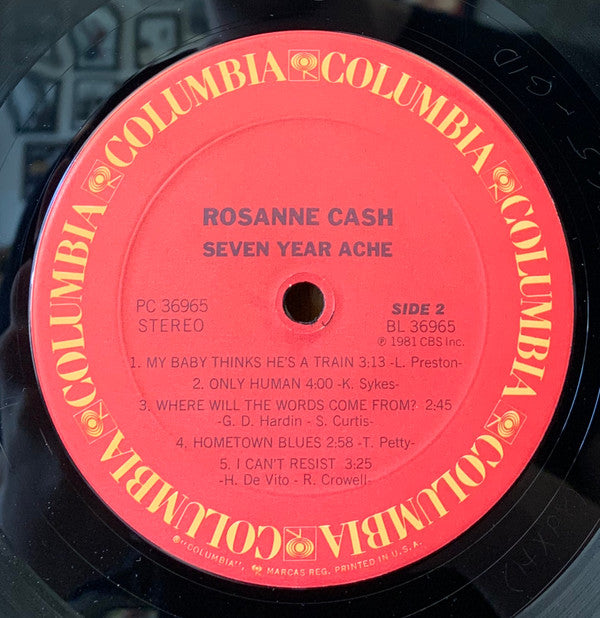 COLUMBIA COLUMBIA COLUMBIA COLUMBIA COLUMBIA COLUMBIA
ROSANNE CASH
SEVEN YEAR ACHE
PC 36965
STEREO
SIDE 2
BL 36965
℗ 1981 CBS Inc.
1. MY BABY THINKS HE'S A TRAIN 3:13 -L. Preston-
2. ONLY HUMAN 4:00 -K. Sykes-
3. WHERE WILL THE WORDS COME FROM? 2:45
-G. D. Hardin - S. Curtis-
4. HOMETOWN BLUES 2:58 -T. Petty-
5. I CAN'T RESIST 3:25
-H. De Vito - R. Crowell-
®"COLUMBIA", MARCAS REG. PRINTED IN U.S.A.